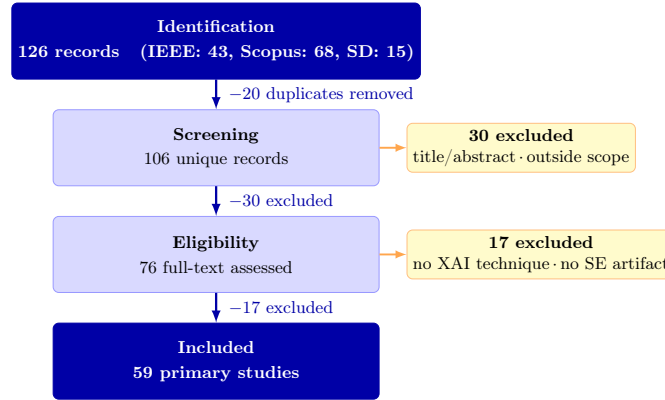 Identification
126 records (IEEE: 43, Scopus: 68, SD: 15)
−20 duplicates removed
Screening
106 unique records
30 excluded
title/abstract · outside scope
−30 excluded
Eligibility
76 full-text assessed
17 excluded
no XAI technique · no SE artifact
−17 excluded
Included
59 primary studies